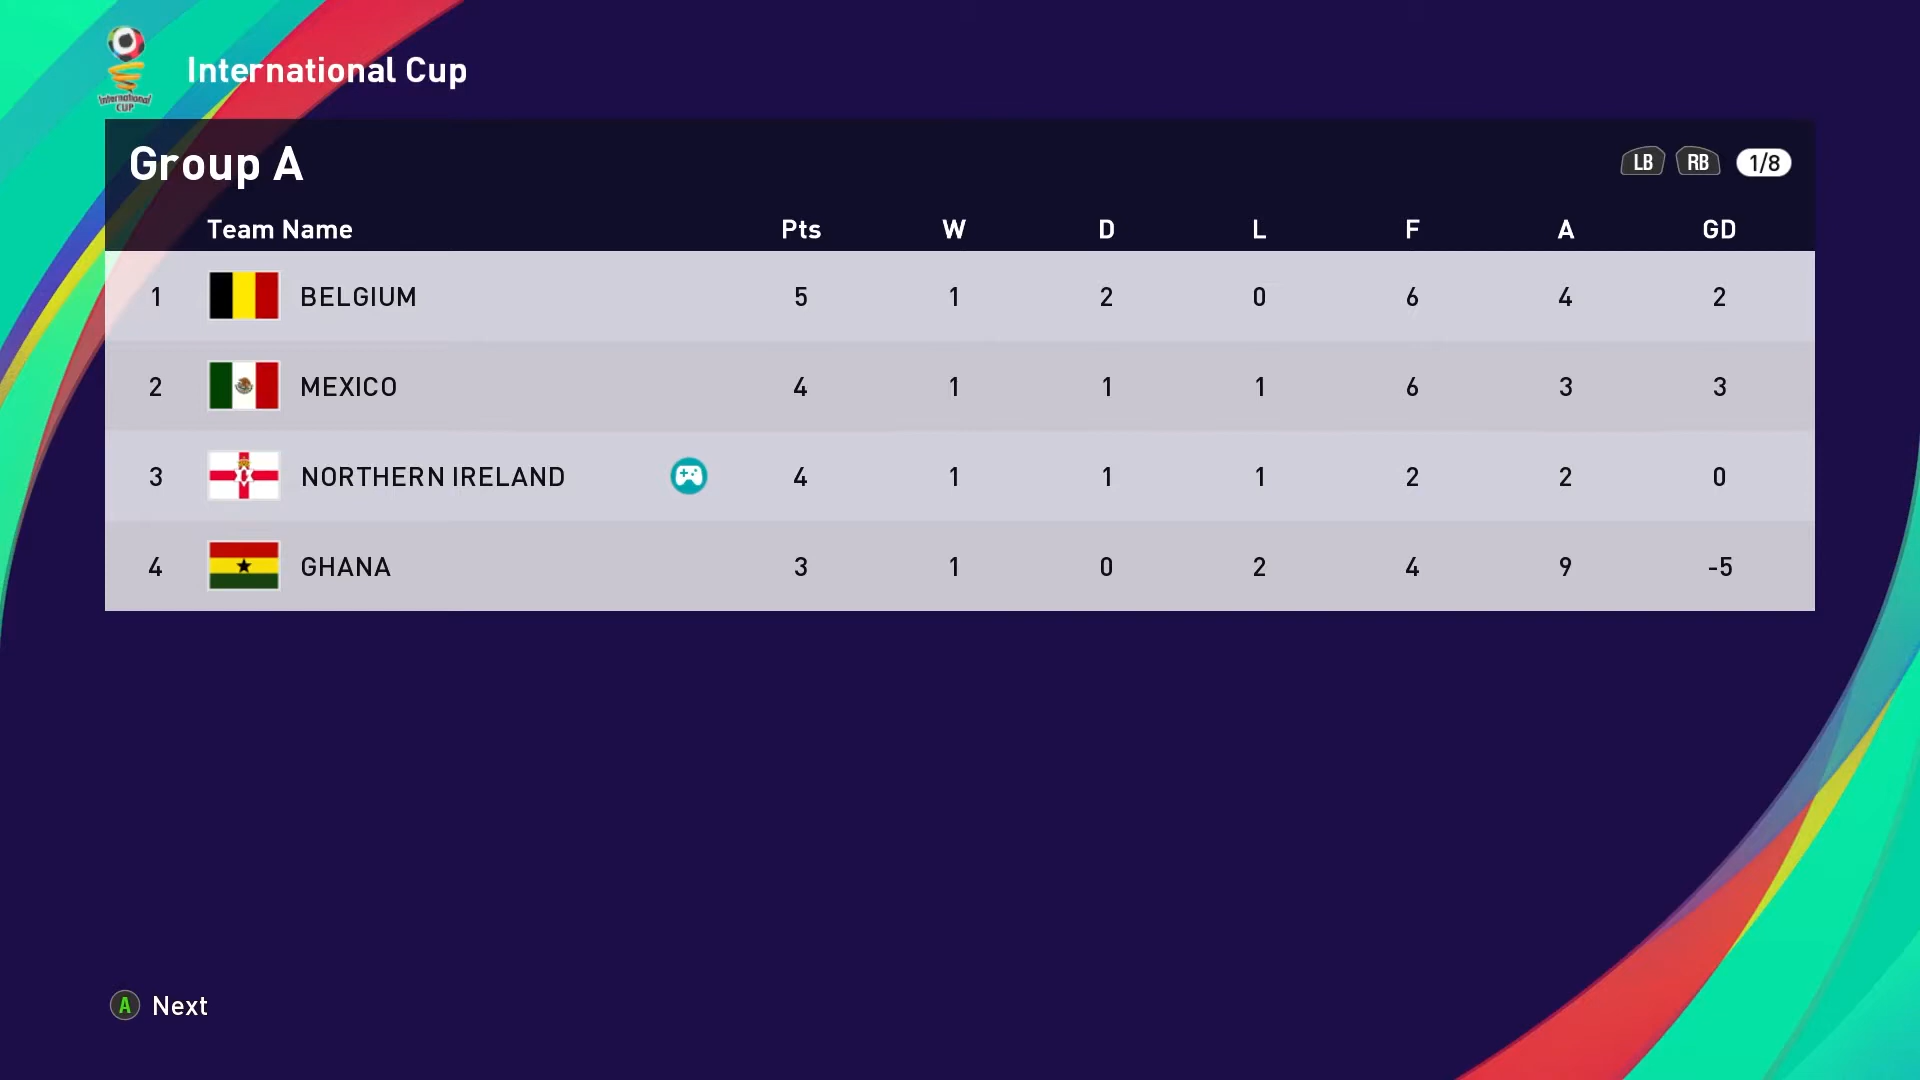 International CUP
International Cup
Group A
LB RB 1/8
Team Name Pts W D L F A GD
1 BELGIUM 5 1 2 0 6 4 2
2 MEXICO 4 1 1 1 6 3 3
3 NORTHERN IRELAND 4 1 1 1 2 2 0
4 GHANA 3 1 0 2 4 9 -5
A Next